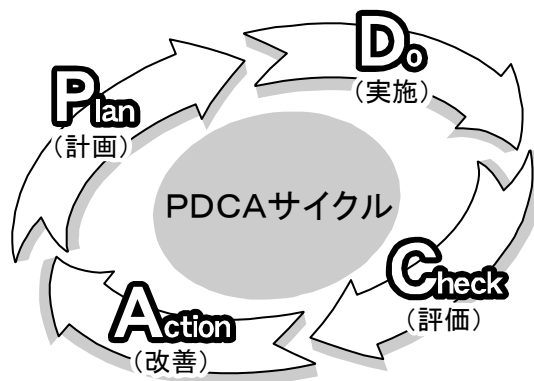 Plan
(計画)
Do
(実施)
Check
(評価)
Action
(改善)
PDCAサイクル